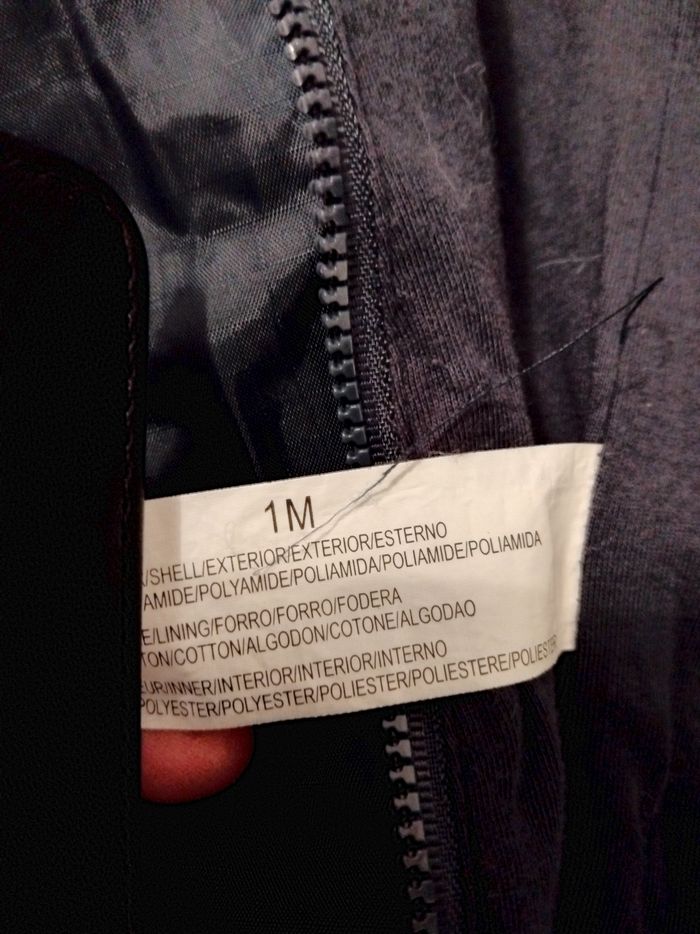 1M
/SHELL/EXTERIOR/EXTERIOR/ESTERNO
AMIDE/POLYAMIDE/POLIAMIDA/POLIAMIDE/POLIAMIDA
E/LINING/FORRO/FORRO/FODERA
TON/COTTON/ALGODON/COTONE/ALGODAO
EUR/INNER/INTERIOR/INTERIOR/INTERNO
POLYESTER/POLYESTER/POLIESTER/POLIESTERE/POLIESTER